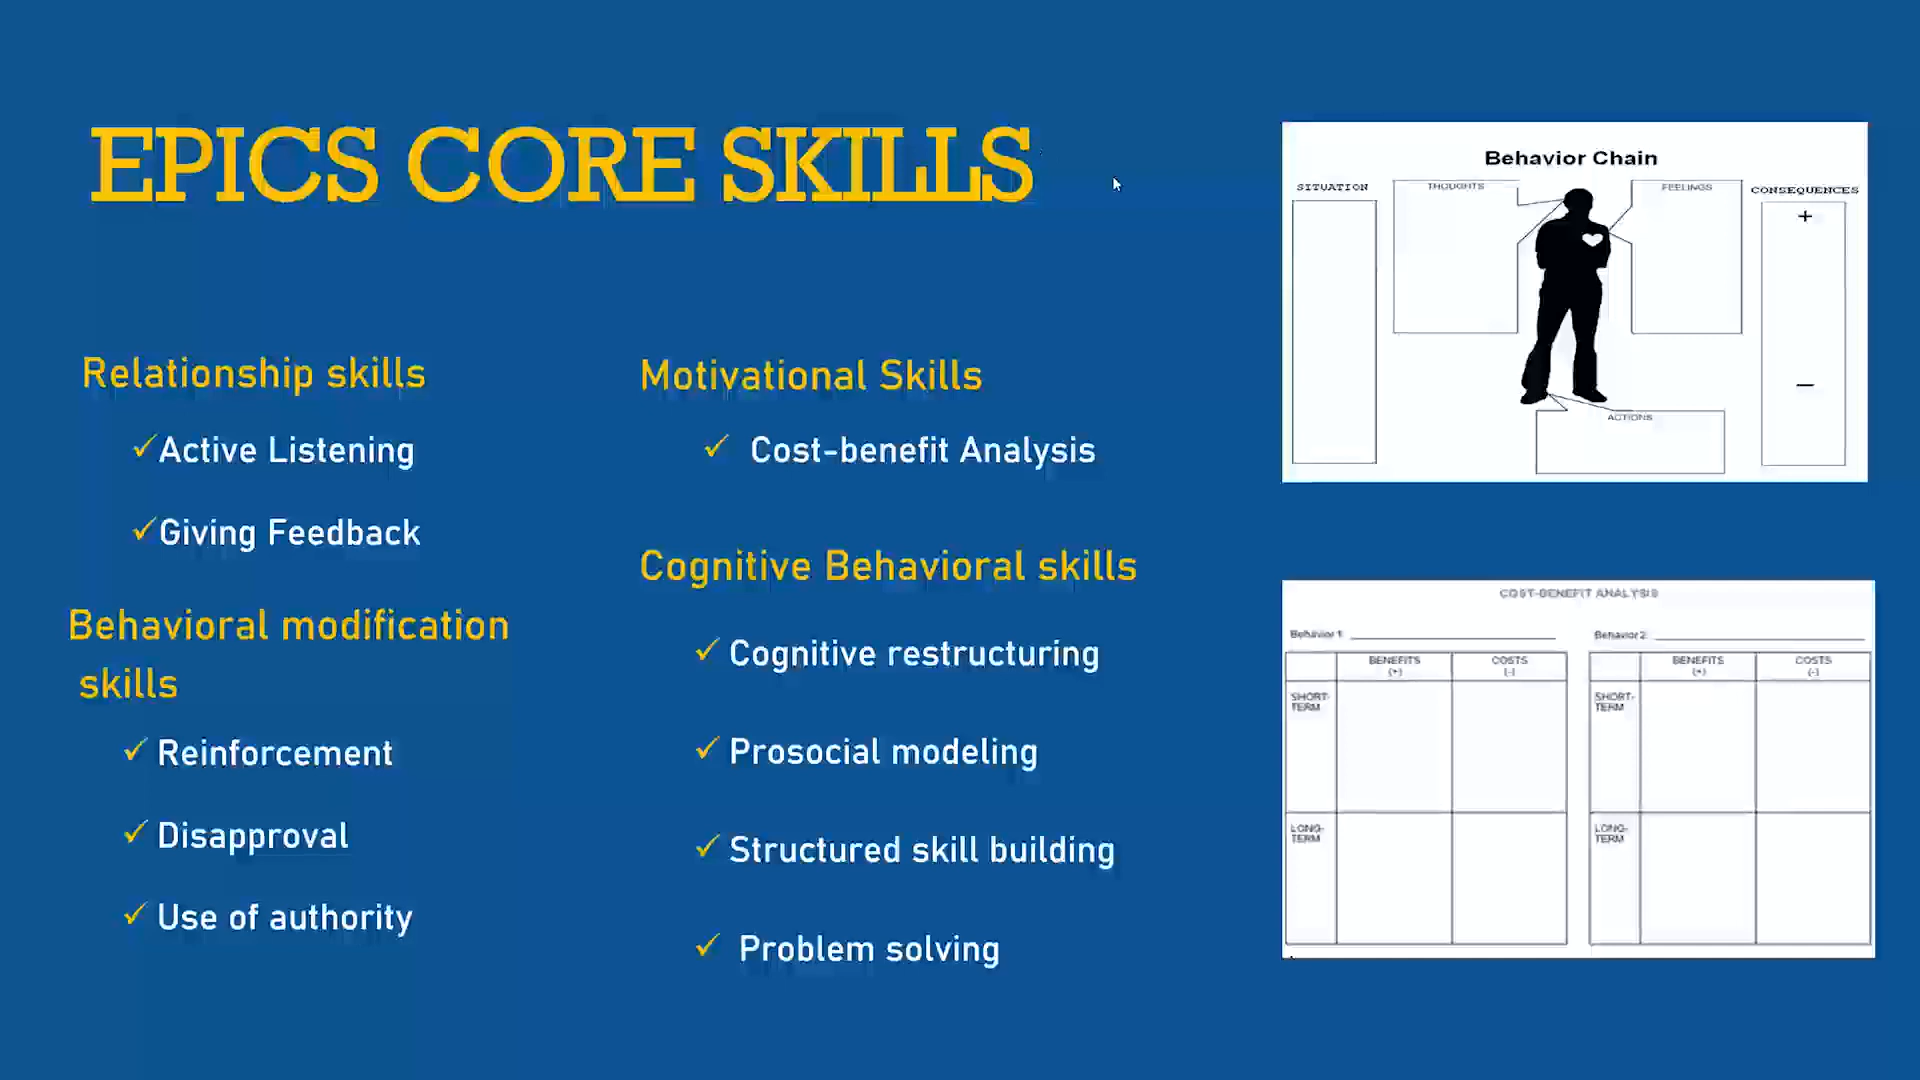 EPICS CORE SKILLS
Relationship skills
✓Active Listening
✓Giving Feedback
Behavioral modification
skills
✓ Reinforcement
✓ Disapproval
✓ Use of authority
Motivational Skills
✓ Cost-benefit Analysis
Cognitive Behavioral skills
✓ Cognitive restructuring
✓ Prosocial modeling
✓ Structured skill building
✓ Problem solving
Behavior Chain
SITUATION
THOUGHTS
FEELINGS
CONSEQUENCES
+
−
ACTIONS
COST-BENEFIT ANALYSIS
Behavior 1
Behavior 2
BENEFITS
(+)
COSTS
(-)
SHORT-
TERM
LONG-
TERM
BENEFITS
(+)
COSTS
(-)
SHORT-
TERM
LONG-
TERM